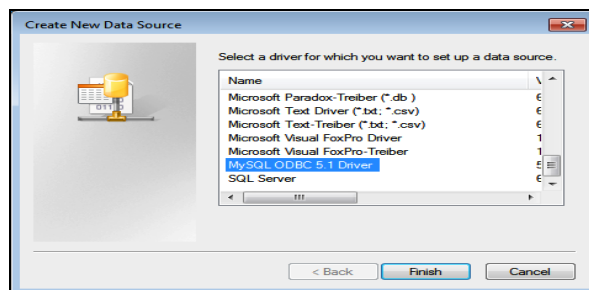 Create New Data Source
Select a driver for which you want to set up a data source.
Name
Microsoft Paradox-Treiber (*.db )
Microsoft Text Driver (*.txt; *.csv)
Microsoft Text-Treiber (*.txt; *.csv)
Microsoft Visual FoxPro Driver
Microsoft Visual FoxPro-Treiber
MySQL ODBC 5.1 Driver
SQL Server
< Back
Finish
Cancel